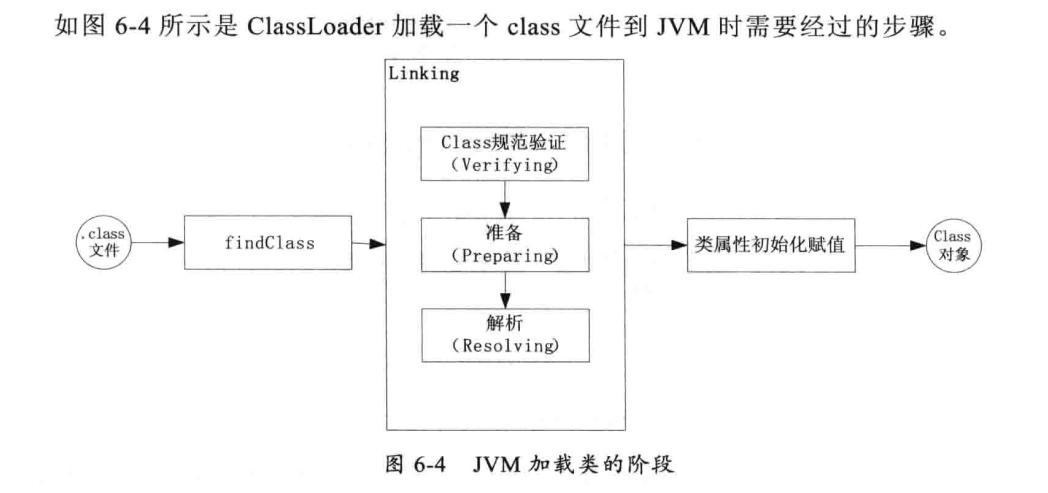 如图 6-4 所示是 ClassLoader 加载一个 class 文件到 JVM 时需要经过的步骤。
Linking
Class规范验证
(Verifying)
.class
文件
findClass
准备
(Preparing)
类属性初始化赋值
Class
对象
解析
(Resolving)
图 6-4 JVM 加载类的阶段